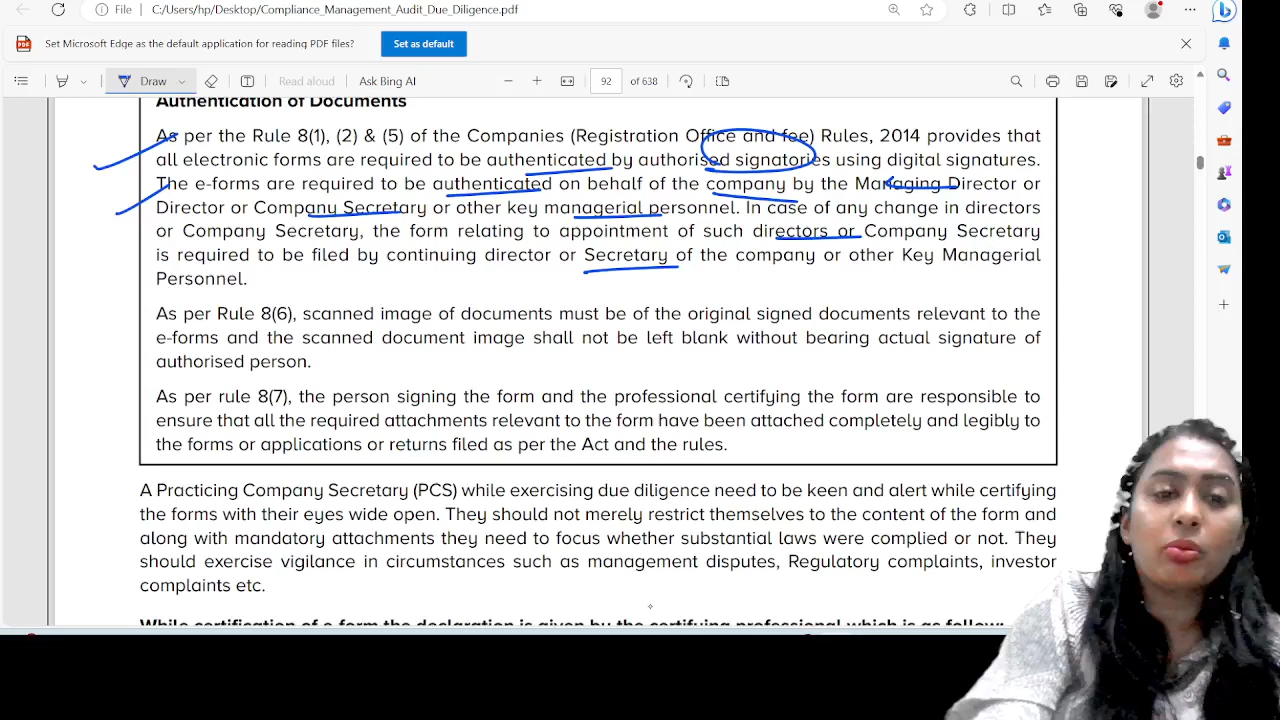 File
C:/Users/hp/Desktop/Compliance_Management_Audit_Due_Diligence.pdf
Set Microsoft Edge as the default application for reading PDF files?
Set as default
Draw
Read aloud
Ask Bing AI
92 of 638
Authentication of Documents
As per the Rule 8(1), (2) & (5) of the Companies (Registration Office and fee) Rules, 2014 provides that
all electronic forms are required to be authenticated by authorised signatories using digital signatures.
The e-forms are required to be authenticated on behalf of the company by the Managing Director or
Director or Company Secretary or other key managerial personnel. In case of any change in directors
or Company Secretary, the form relating to appointment of such directors or Company Secretary
is required to be filed by continuing director or Secretary of the company or other Key Managerial
Personnel.
As per Rule 8(6), scanned image of documents must be of the original signed documents relevant to the
e-forms and the scanned document image shall not be left blank without bearing actual signature of
authorised person.
As per rule 8(7), the person signing the form and the professional certifying the form are responsible to
ensure that all the required attachments relevant to the form have been attached completely and legibly to
the forms or applications or returns filed as per the Act and the rules.
A Practicing Company Secretary (PCS) while exercising due diligence need to be keen and alert while certifying
the forms with their eyes wide open. They should not merely restrict themselves to the content of the form and
along with mandatory attachments they need to focus whether substantial laws were complied or not. They
should exercise vigilance in circumstances such as management disputes, Regulatory complaints, investor
complaints etc.
While certification of e-form the declaration is given by the certifying professional which is as follow: